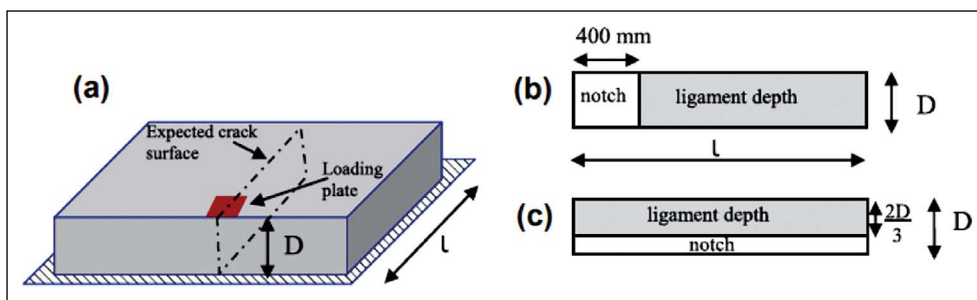 (a)
Expected crack
surface
Loading
plate
D
l
(b)
400 mm
notch
ligament depth
D
l
(c)
ligament depth
notch
2D
3
D